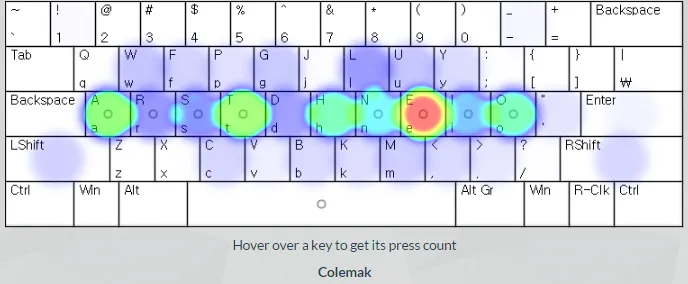 ~ ! @ # $ % ^ & * ( ) _ + Backspace
` 1 2 3 4 5 6 7 8 9 0 - =
Tab Q W F P G J L U Y : { } |
q w f p g j l u y ; [ ] ₩
Backspace A R S T D H N E I O " Enter
a r s t d h n e i o '
LShift Z X C V B K M < > ? RShift
z x c v b k m , . /
Ctrl Win Alt Alt Gr Win R-Clk Ctrl
Hover over a key to get its press count
Colemak